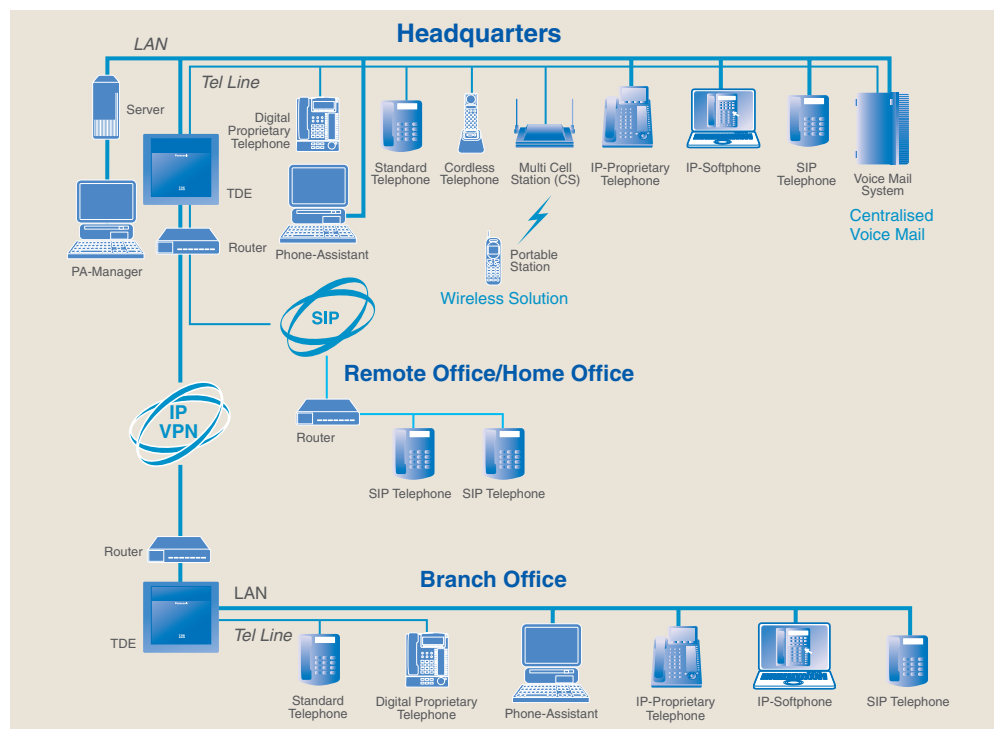 Headquarters
LAN
Tel Line
Server
Digital
Proprietary
Telephone
Standard
Telephone
Cordless
Telephone
Multi Cell
Station (CS)
IP-Proprietary
Telephone
IP-Softphone
SIP
Telephone
Voice Mail
System
Centralised
Voice Mail
TDE
PA-Manager
Router
Phone-Assistant
Portable
Station
Wireless Solution
SIP
Remote Office/Home Office
IP
VPN
Router
SIP Telephone
SIP Telephone
Router
Branch Office
LAN
TDE
Tel Line
Standard
Telephone
Digital Proprietary
Telephone
Phone-Assistant
IP-Proprietary
Telephone
IP-Softphone
SIP Telephone